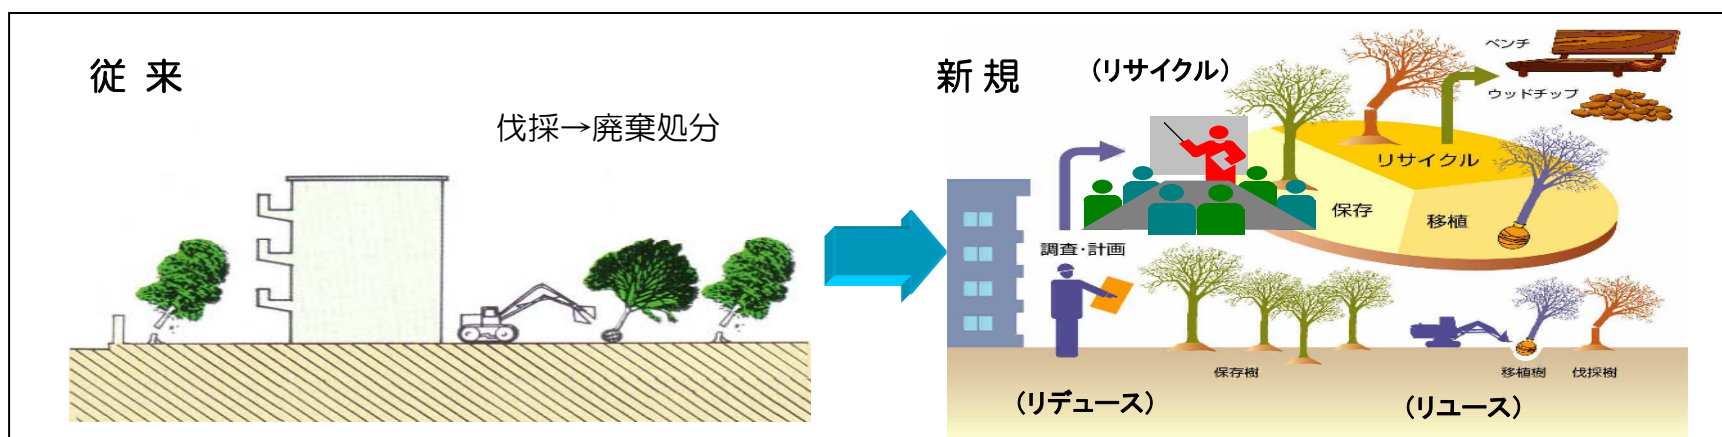 従 来
伐採→廃棄処分
新 規
(リサイクル)
ベンチ
ウッドチップ
リサイクル
保存
移植
調査・計画
保存樹
移植樹
伐採樹
(リデュース)
(リユース)